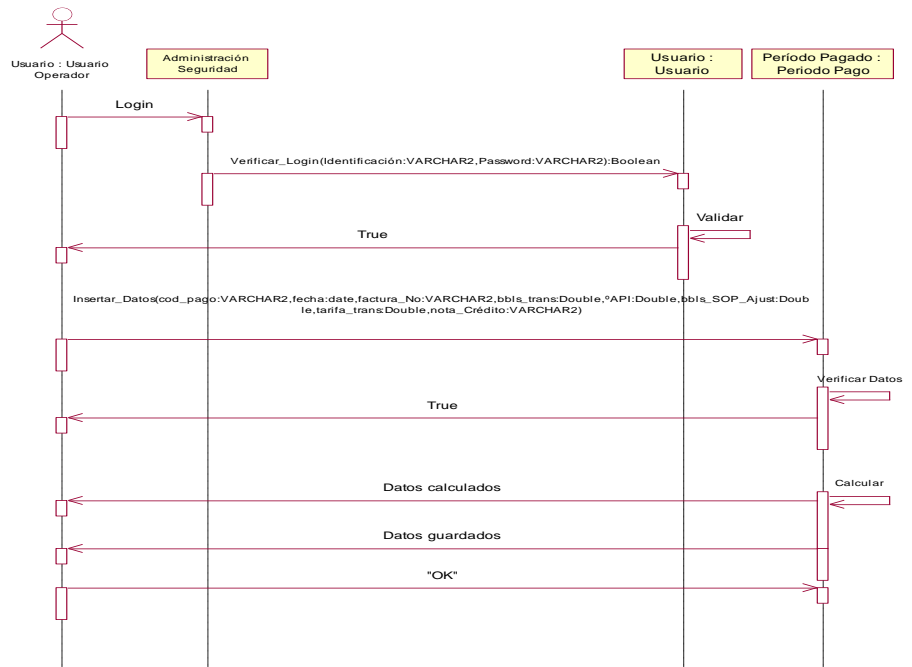 Usuario : Usuario
Operador
Administración
Seguridad
Usuario :
Usuario
Período Pagado :
Periodo Pago
Login
Verificar_Login(Identificación:VARCHAR2,Password:VARCHAR2):Boolean
Validar
True
Insertar_Datos(cod_pago:VARCHAR2,fecha:date,factura_No:VARCHAR2,bbls_trans:Double,ºAPI:Double,bbls_SOP_Ajust:Doub
le,tarifa_trans:Double,nota_Crédito:VARCHAR2)
Verificar Datos
True
Calcular
Datos calculados
Datos guardados
"OK"